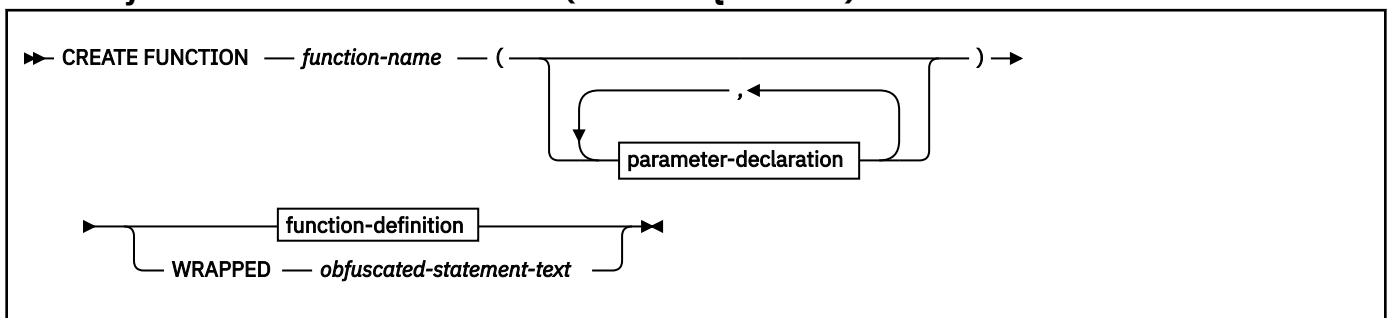 CREATE FUNCTION function-name ( )
,
parameter-declaration
function-definition
WRAPPED obfuscated-statement-text